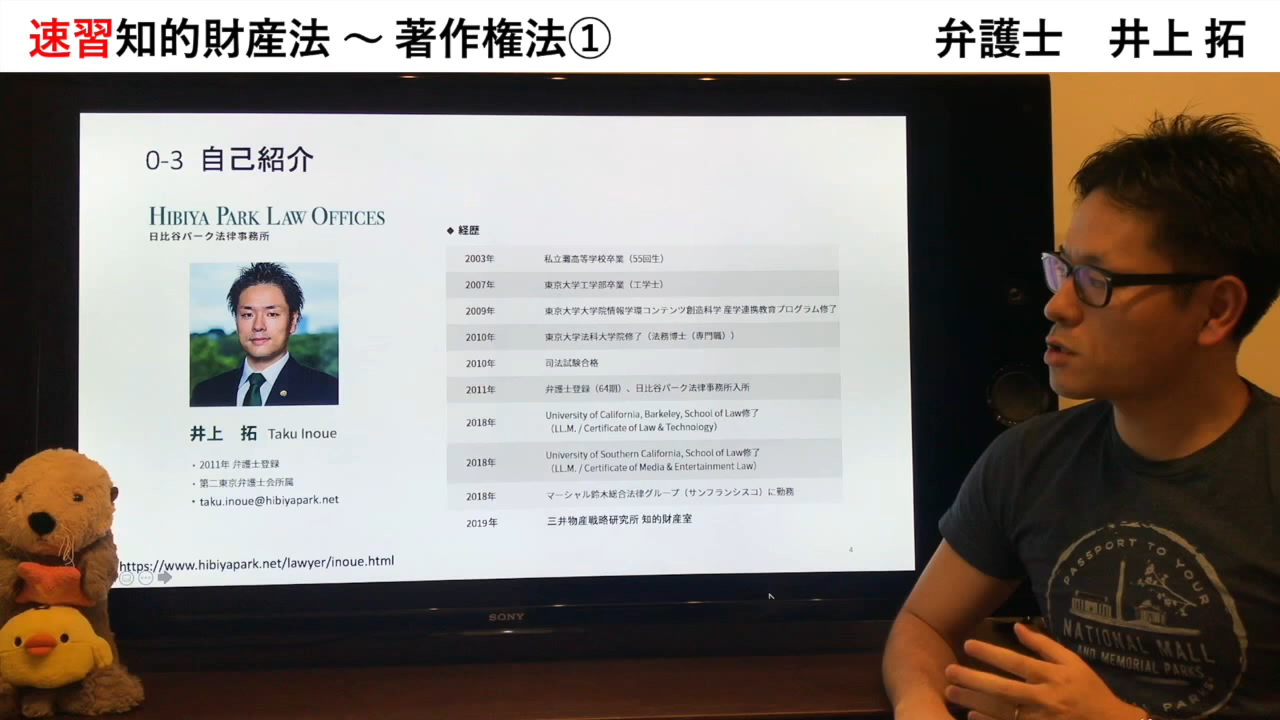 速習知的財産法 ～ 著作権法①
弁護士　井上 拓
0-3 自己紹介
HIBIYA PARK LAW OFFICES
日比谷パーク法律事務所
井上　拓 Taku Inoue
・2011年 弁護士登録
・第二東京弁護士会所属
・taku.inoue@hibiyapark.net
https://www.hibiyapark.net/lawyer/inoue.html
◆ 経歴
2003年 私立灘高等学校卒業（55回生）
2007年 東京大学工学部卒業（工学士）
2009年 東京大学大学院情報学環コンテンツ創造科学 産学連携教育プログラム修了
2010年 東京大学法科大学院修了（法務博士（専門職））
2010年 司法試験合格
2011年 弁護士登録（64期）、日比谷パーク法律事務所入所
2018年 University of California, Barkeley, School of Law修了
（LL.M. / Certificate of Law & Technology）
2018年 University of Southern California, School of Law修了
（LL.M. / Certificate of Media & Entertainment Law）
2018年 マーシャル鈴木総合法律グループ（サンフランシスコ）に勤務
2019年 三井物産戦略研究所 知的財産室
4
SONY
PASSPORT TO YOUR
NATIONAL MALL
AND MEMORIAL PARKS